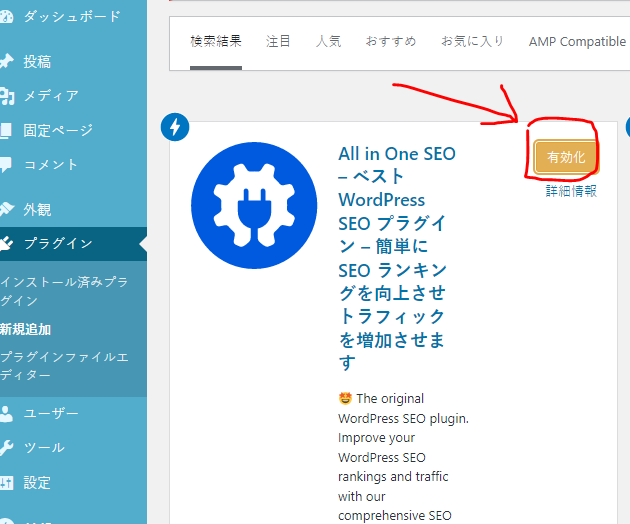 ダッシュボード
投稿
メディア
固定ページ
コメント
外観
プラグイン
インストール済みプラ
グイン
新規追加
プラグインファイルエ
ディター
ユーザー
ツール
設定
検索結果 注目 人気 おすすめ お気に入り AMP Compatible
All in One SEO
– ベスト
WordPress
SEO プラグイ
ン – 簡単に
SEO ランキン
グを向上させ
トラフィック
を増加させま
す
有効化
詳細情報
🤩 The original
WordPress SEO plugin.
Improve your
WordPress SEO
rankings and traffic
with our
comprehensive SEO